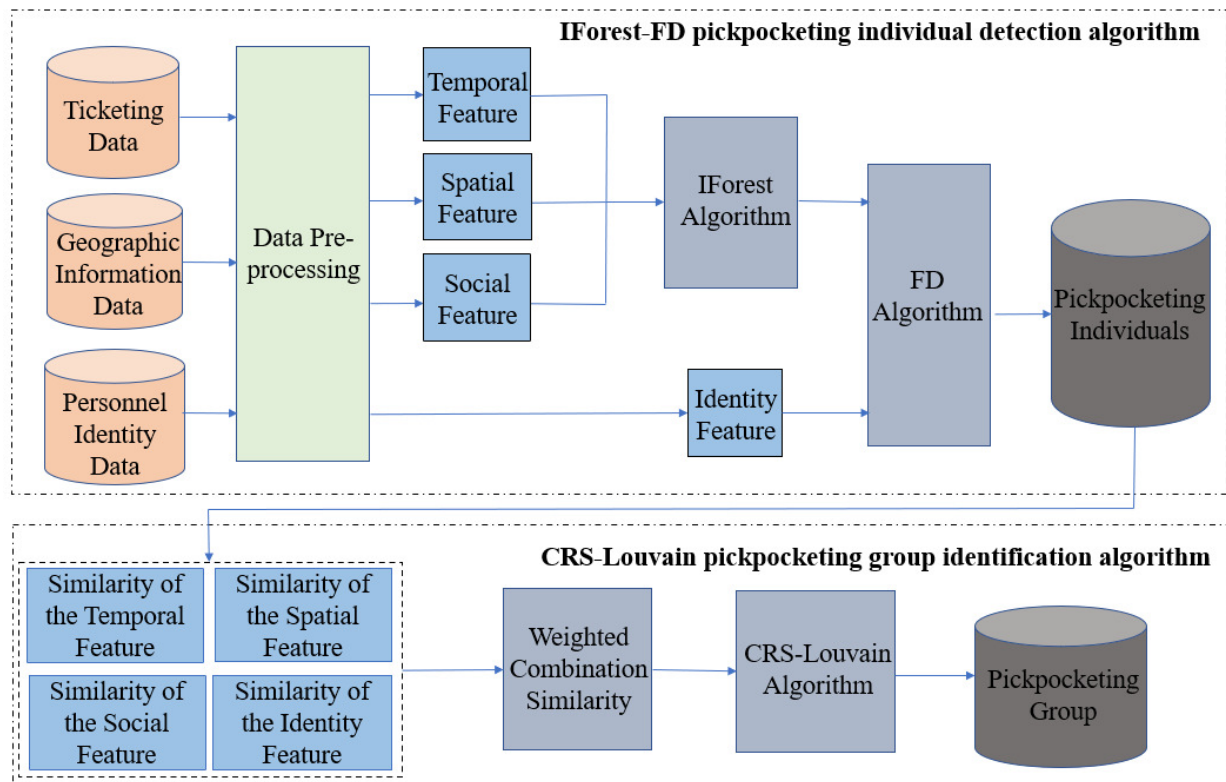 IForest-FD pickpocketing individual detection algorithm
Ticketing
Data
Geographic
Information
Data
Personnel
Identity
Data
Data Pre-
processing
Temporal
Feature
Spatial
Feature
Social
Feature
Identity
Feature
IForest
Algorithm
FD
Algorithm
Pickpocketing
Individuals
CRS-Louvain pickpocketing group identification algorithm
Similarity of
the Temporal
Feature
Similarity of
the Spatial
Feature
Similarity of
the Social
Feature
Similarity of
the Identity
Feature
Weighted
Combination
Similarity
CRS-Louvain
Algorithm
Pickpocketing
Group